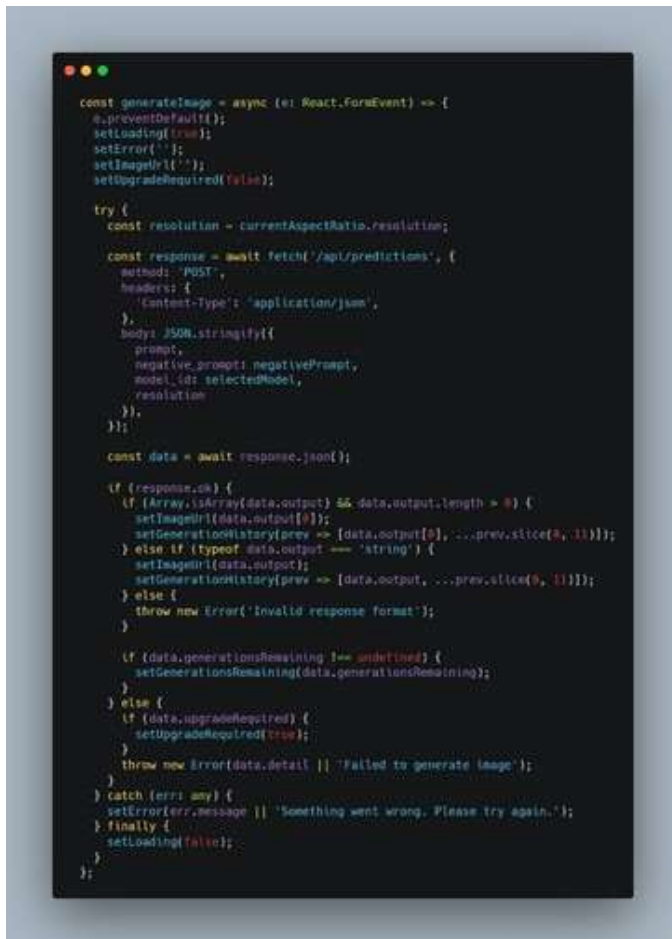 const generateImage = async (e: React.FormEvent) => {
e.preventDefault();
setLoading(true);
setError('');
setImageUrl('');
setUpgradeRequired(false);
try {
const resolution = currentAspectRatio.resolution;
const response = await fetch('/api/predictions', {
method: 'POST',
headers: {
'Content-Type': 'application/json',
},
body: JSON.stringify({
prompt,
negative_prompt: negativePrompt,
model_id: selectedModel,
resolution
}),
});
const data = await response.json();
if (response.ok) {
if (Array.isArray(data.output) && data.output.length > 0) {
setImageUrl(data.output[0]);
setGenerationHistory(prev => [data.output[0], ...prev.slice(0, 11)]);
} else if (typeof data.output === 'string') {
setImageUrl(data.output);
setGenerationHistory(prev => [data.output, ...prev.slice(0, 11)]);
} else {
throw new Error('Invalid response format');
}
if (data.generationsRemaining !== undefined) {
setGenerationsRemaining(data.generationsRemaining);
}
} else {
if (data.upgradeRequired) {
setUpgradeRequired(true);
}
throw new Error(data.detail || 'Failed to generate image');
}
} catch (err: any) {
setError(err.message || 'Something went wrong. Please try again.');
} finally {
setLoading(false);
}
};